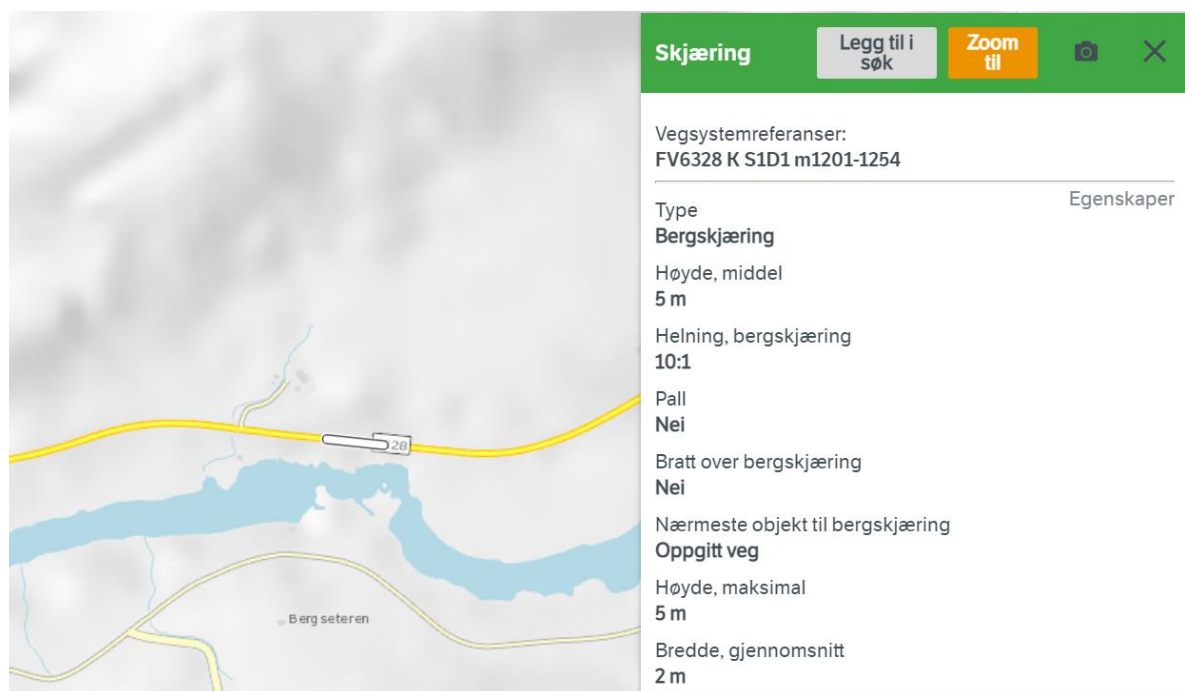 Skjæring
Legg til i
søk
Zoom
til
Vegsystemreferanser:
FV6328 K S1D1 m1201-1254
Egenskaper
Type
Bergskjæring
Høyde, middel
5 m
Helning, bergskjæring
10:1
Pall
Nei
Bratt over bergskjæring
Nei
Nærmeste objekt til bergskjæring
Oppgitt veg
Høyde, maksimal
5 m
Bredde, gjennomsnitt
2 m
28
Bergseteren